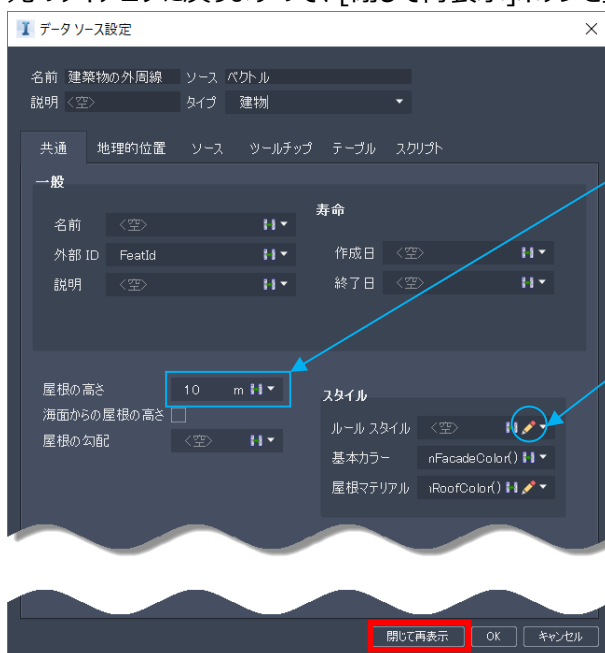 データ ソース設定
名前 建築物の外周線 ソース ベクトル
説明 <空> タイプ 建物
共通 地理的位置 ソース ツールチップ テーブル スクリプト
一般
寿命
名前 <空>
外部 ID FeatId 作成日 <空>
説明 <空> 終了日 <空>
屋根の高さ 10 m
スタイル
海面からの屋根の高さ
ルール スタイル <空>
屋根の勾配 <空>
基本カラー nFacadeColor()
屋根マテリアル RoofColor()
閉じて再表示 OK キャンセル